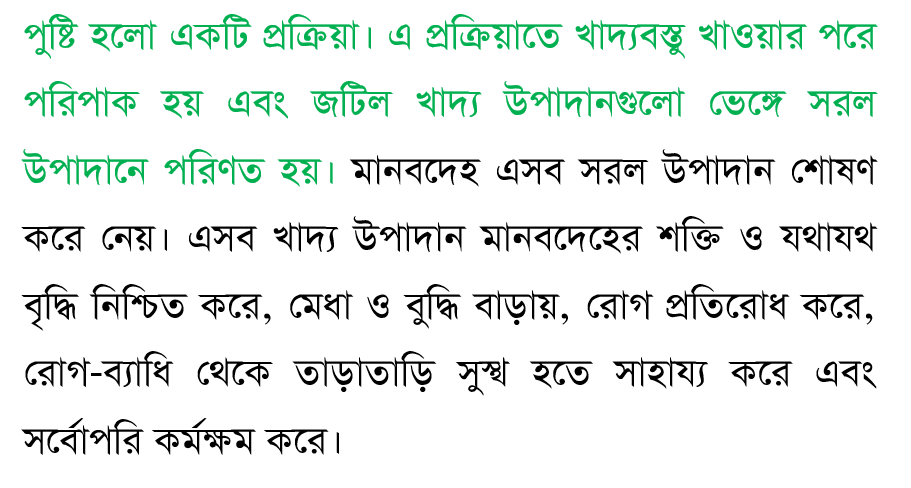 পুষ্টি হলো একটি প্রক্রিয়া। এ প্রক্রিয়াতে খাদ্যবস্তু খাওয়ার পরে
পরিপাক হয় এবং জটিল খাদ্য উপাদানগুলো ভেঙ্গে সরল
উপাদানে পরিণত হয়। মানবদেহ এসব সরল উপাদান শোষণ
করে নেয়। এসব খাদ্য উপাদান মানবদেহের শক্তি ও যথাযথ
বৃদ্ধি নিশ্চিত করে, মেধা ও বুদ্ধি বাড়ায়, রোগ প্রতিরোধ করে,
রোগ-ব্যাধি থেকে তাড়াতাড়ি সুস্থ হতে সাহায্য করে এবং
সর্বোপরি কর্মক্ষম করে।